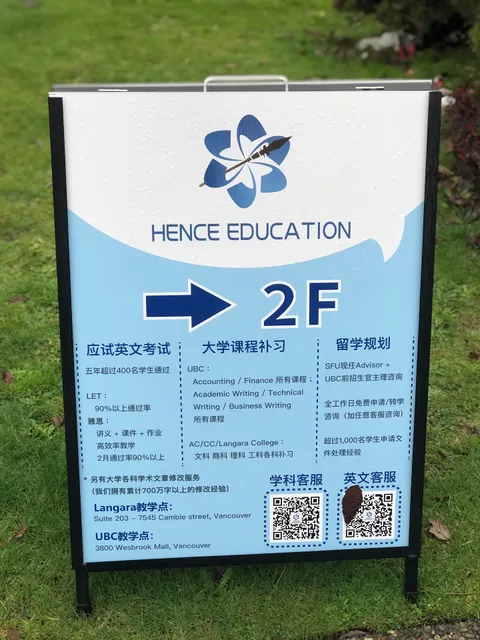 HENCE EDUCATION
2F
应试英文考试
五年超过400名学生通过
LET：
90%以上通过率
雅思：
讲义 + 课件 + 作业
高效率教学
2月通过率90%以上
大学课程补习
UBC：
Accounting / Finance 所有课程；
Academic Writing / Technical
Writing / Business Writing
所有课程
AC/CC/Langara College：
文科 商科 理科 工科各科补习
留学规划
SFU现任Advisor +
UBC前招生官主理咨询
全工作日免费申请/转学
咨询（加任意客服咨询）
超过1,000名学生申请文
件处理经验
* 另有大学各科学术文章修改服务
（我们拥有累计700万字以上的修改经验）
Langara教学点：
Suite 203 - 7545 Cambie street, Vancouver
UBC教学点：
3800 Wesbrook Mall, Vancouver
学科客服
英文客服